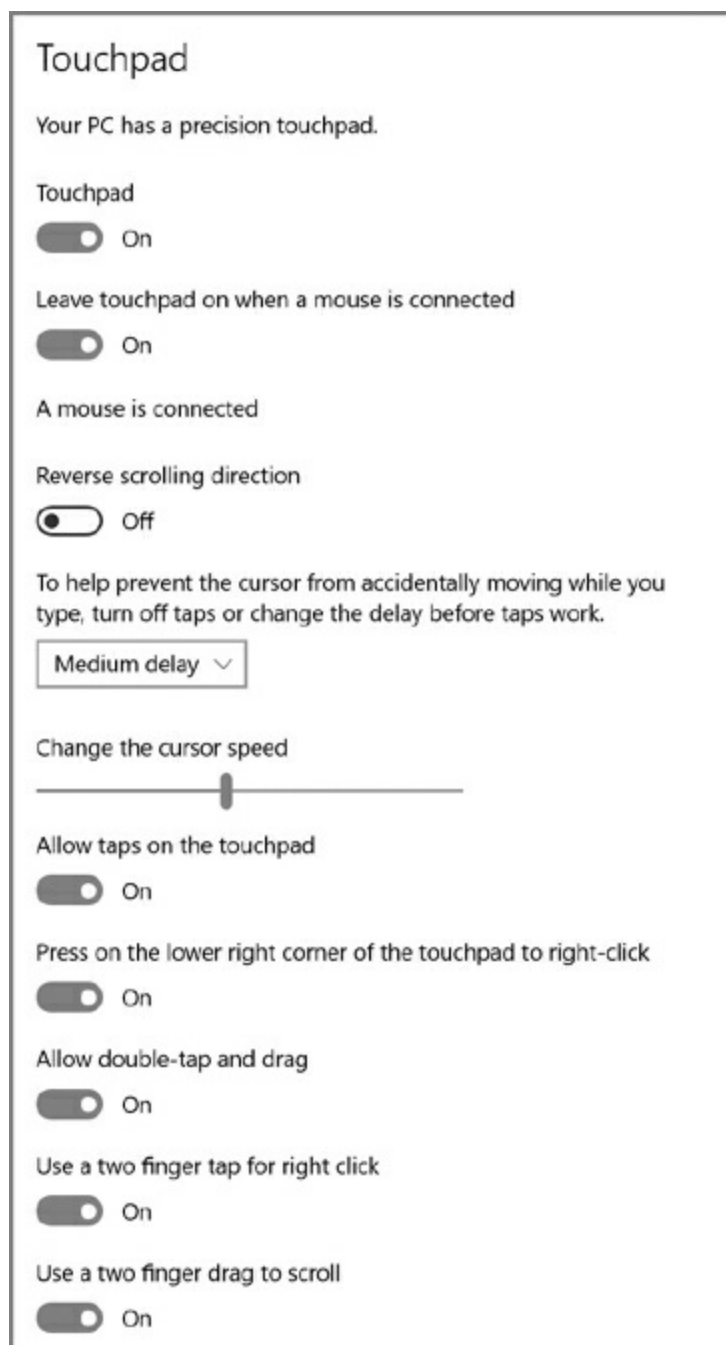 Touchpad
Your PC has a precision touchpad.
Touchpad
On
Leave touchpad on when a mouse is connected
On
A mouse is connected
Reverse scrolling direction
Off
To help prevent the cursor from accidentally moving while you
type, turn off taps or change the delay before taps work.
Medium delay
Change the cursor speed
Allow taps on the touchpad
On
Press on the lower right corner of the touchpad to right-click
On
Allow double-tap and drag
On
Use a two finger tap for right click
On
Use a two finger drag to scroll
On